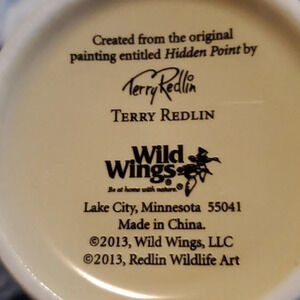 Created from the original
painting entitled Hidden Point by
Terry Redlin
TERRY REDLIN
Wild
Wings®
Be at home with nature.®
Lake City, Minnesota 55041
Made in China.
©2013, Wild Wings, LLC
©2013, Redlin Wildlife Art